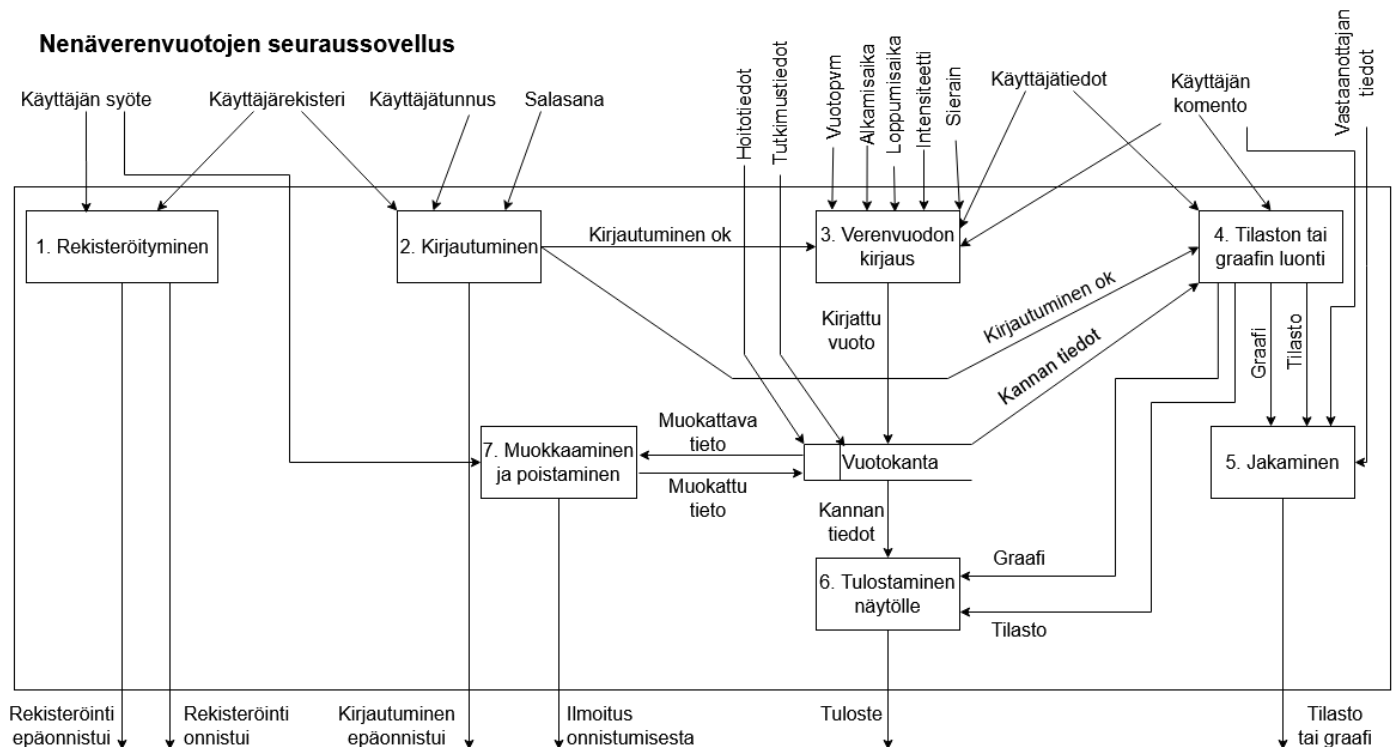 Nenäverenvuotojen seuraussovellus
Käyttäjän syöte
Käyttäjärekisteri
Käyttäjätunnus
Salasana
Hoitotiedot
Tutkimustiedot
Vuotopvm
Alkamisaika
Loppumisaika
Intensiteetti
Sierain
Käyttäjätiedot
Käyttäjän
komento
Vastaanottajan
tiedot
1. Rekisteröityminen
2. Kirjautuminen
Kirjautuminen ok
3. Verenvuodon
kirjaus
4. Tilaston tai
graafin luonti
Kirjattu
vuoto
Kirjautuminen ok
Kannan tiedot
Graafi
Tilasto
7. Muokkaaminen
ja poistaminen
Muokattava
tieto
Muokattu
tieto
Vuotokanta
5. Jakaminen
Kannan
tiedot
6. Tulostaminen
näytölle
Graafi
Tilasto
Rekisteröinti
epäonnistui
Rekisteröinti
onnistui
Kirjautuminen
epäonnistui
Ilmoitus
onnistumisesta
Tuloste
Tilasto
tai graafi